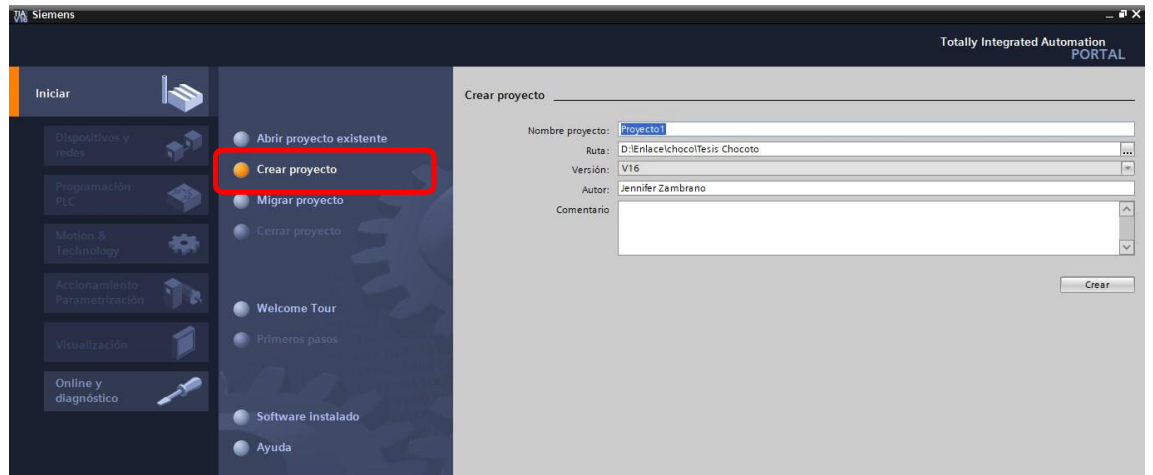 TIA V16 Siemens
Totally Integrated Automation
PORTAL
Iniciar
Dispositivos y
redes
Programación
PLC
Motion &
Technology
Accionamiento
Parametrización
Visualización
Online y
diagnóstico
Abrir proyecto existente
Crear proyecto
Migrar proyecto
Cerrar proyecto
Welcome Tour
Primeros pasos
Software instalado
Ayuda
Crear proyecto
Nombre proyecto: Proyecto1
Ruta: D:\Enlace\choco\Tesis Chocoto ...
Versión: V16
Autor: Jennifer Zambrano
Comentario
Crear